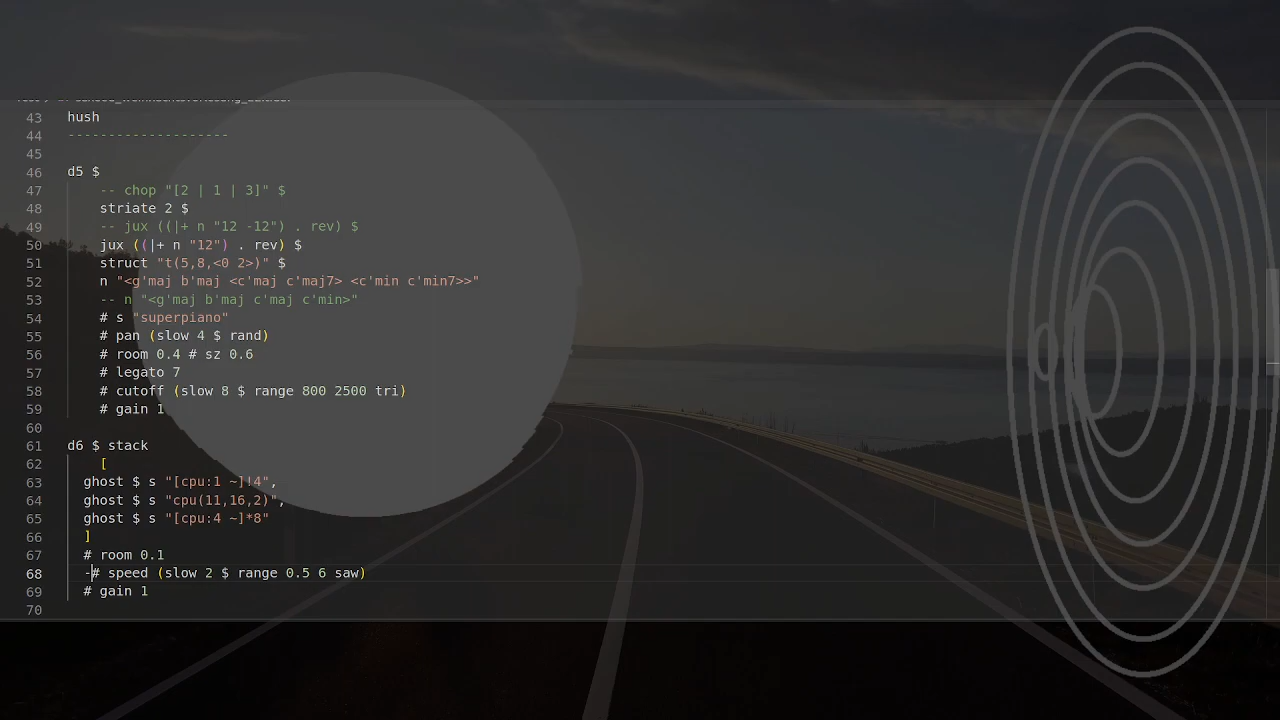 43 hush
44 --------------------
45
46 d5 $
47 -- chop "[2 | 1 | 3]" $
48 striate 2 $
49 -- jux ((|+ n "12 -12") . rev) $
50 jux ((|+ n "12") . rev) $
51 struct "t(5,8,<0 2>)" $
52 n "<g'maj b'maj <c'maj c'maj7> <c'min c'min7>>"
53 -- n "<g'maj b'maj c'maj c'min>"
54 # s "superpiano"
55 # pan (slow 4 $ rand)
56 # room 0.4 # sz 0.6
57 # legato 7
58 # cutoff (slow 8 $ range 800 2500 tri)
59 # gain 1
60
61 d6 $ stack
62 [
63 ghost $ s "[cpu:1 ~]!4",
64 ghost $ s "cpu(11,16,2)",
65 ghost $ s "[cpu:4 ~]*8"
66 ]
67 # room 0.1
68 -# speed (slow 2 $ range 0.5 6 saw)
69 # gain 1
70